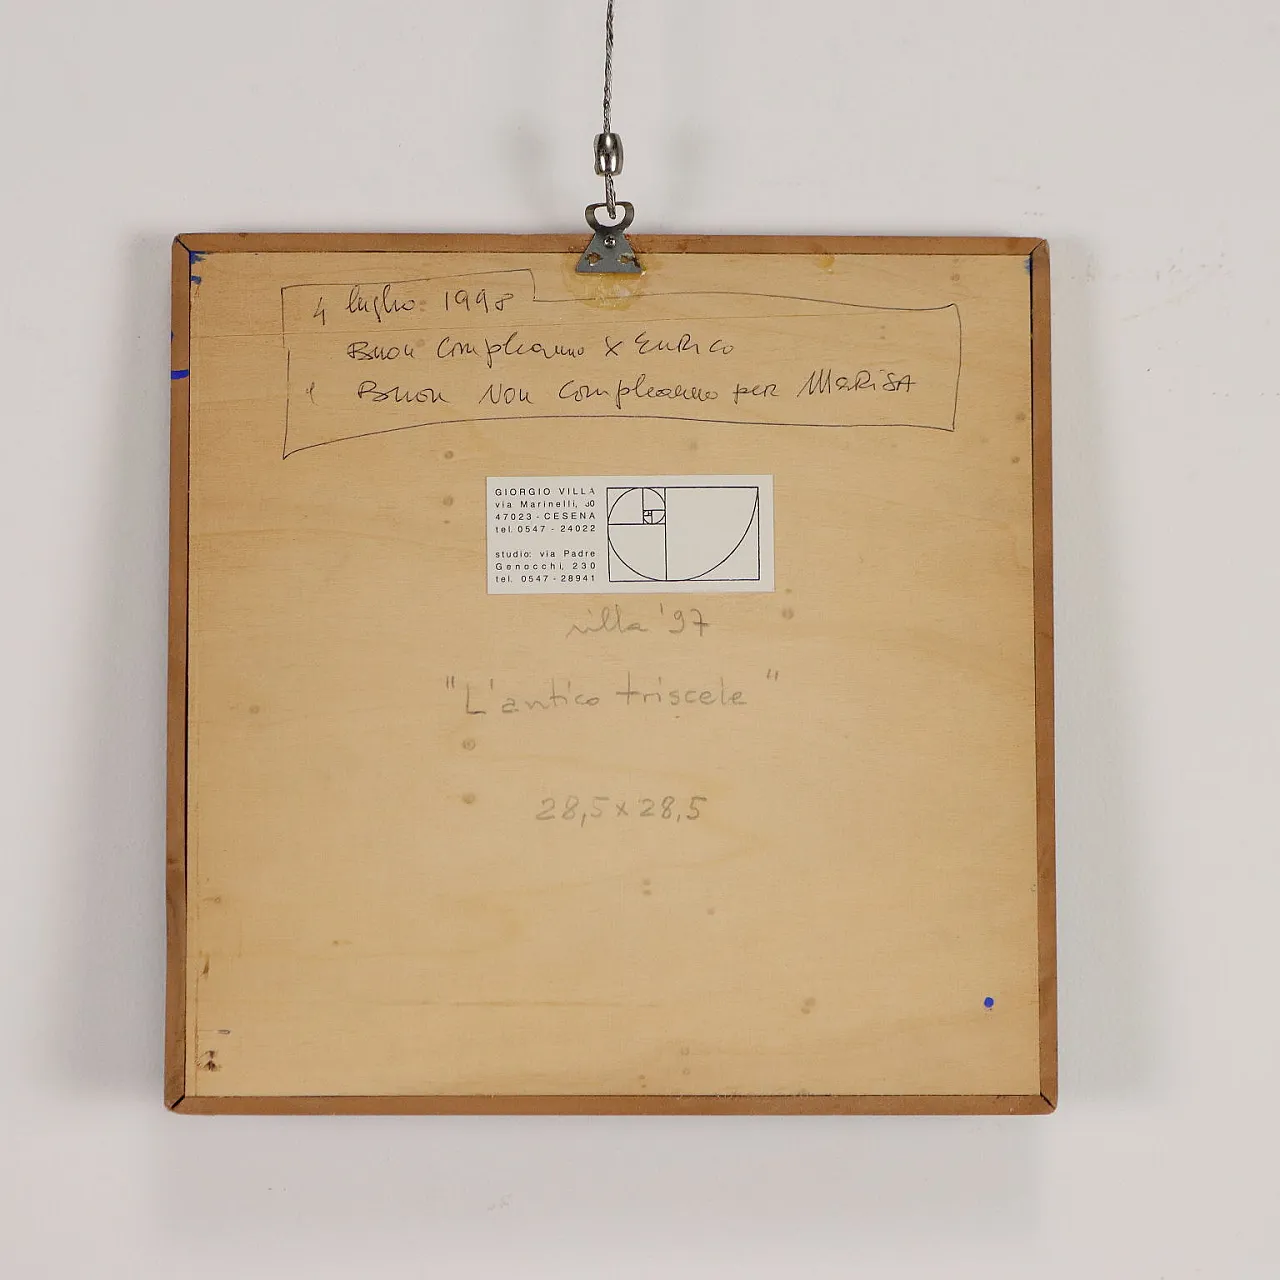 4 luglio 1998
Buon Compleanno x ENRICO
e Buon Non Compleanno per MARISA
GIORGIO VILLA
via Marinelli, 30
47023 - CESENA
tel. 0547 - 24022
studio: via Padre
Genocchi, 230
tel. 0547 - 28941
villa '97
"L'antico triscele"
28,5 x 28,5